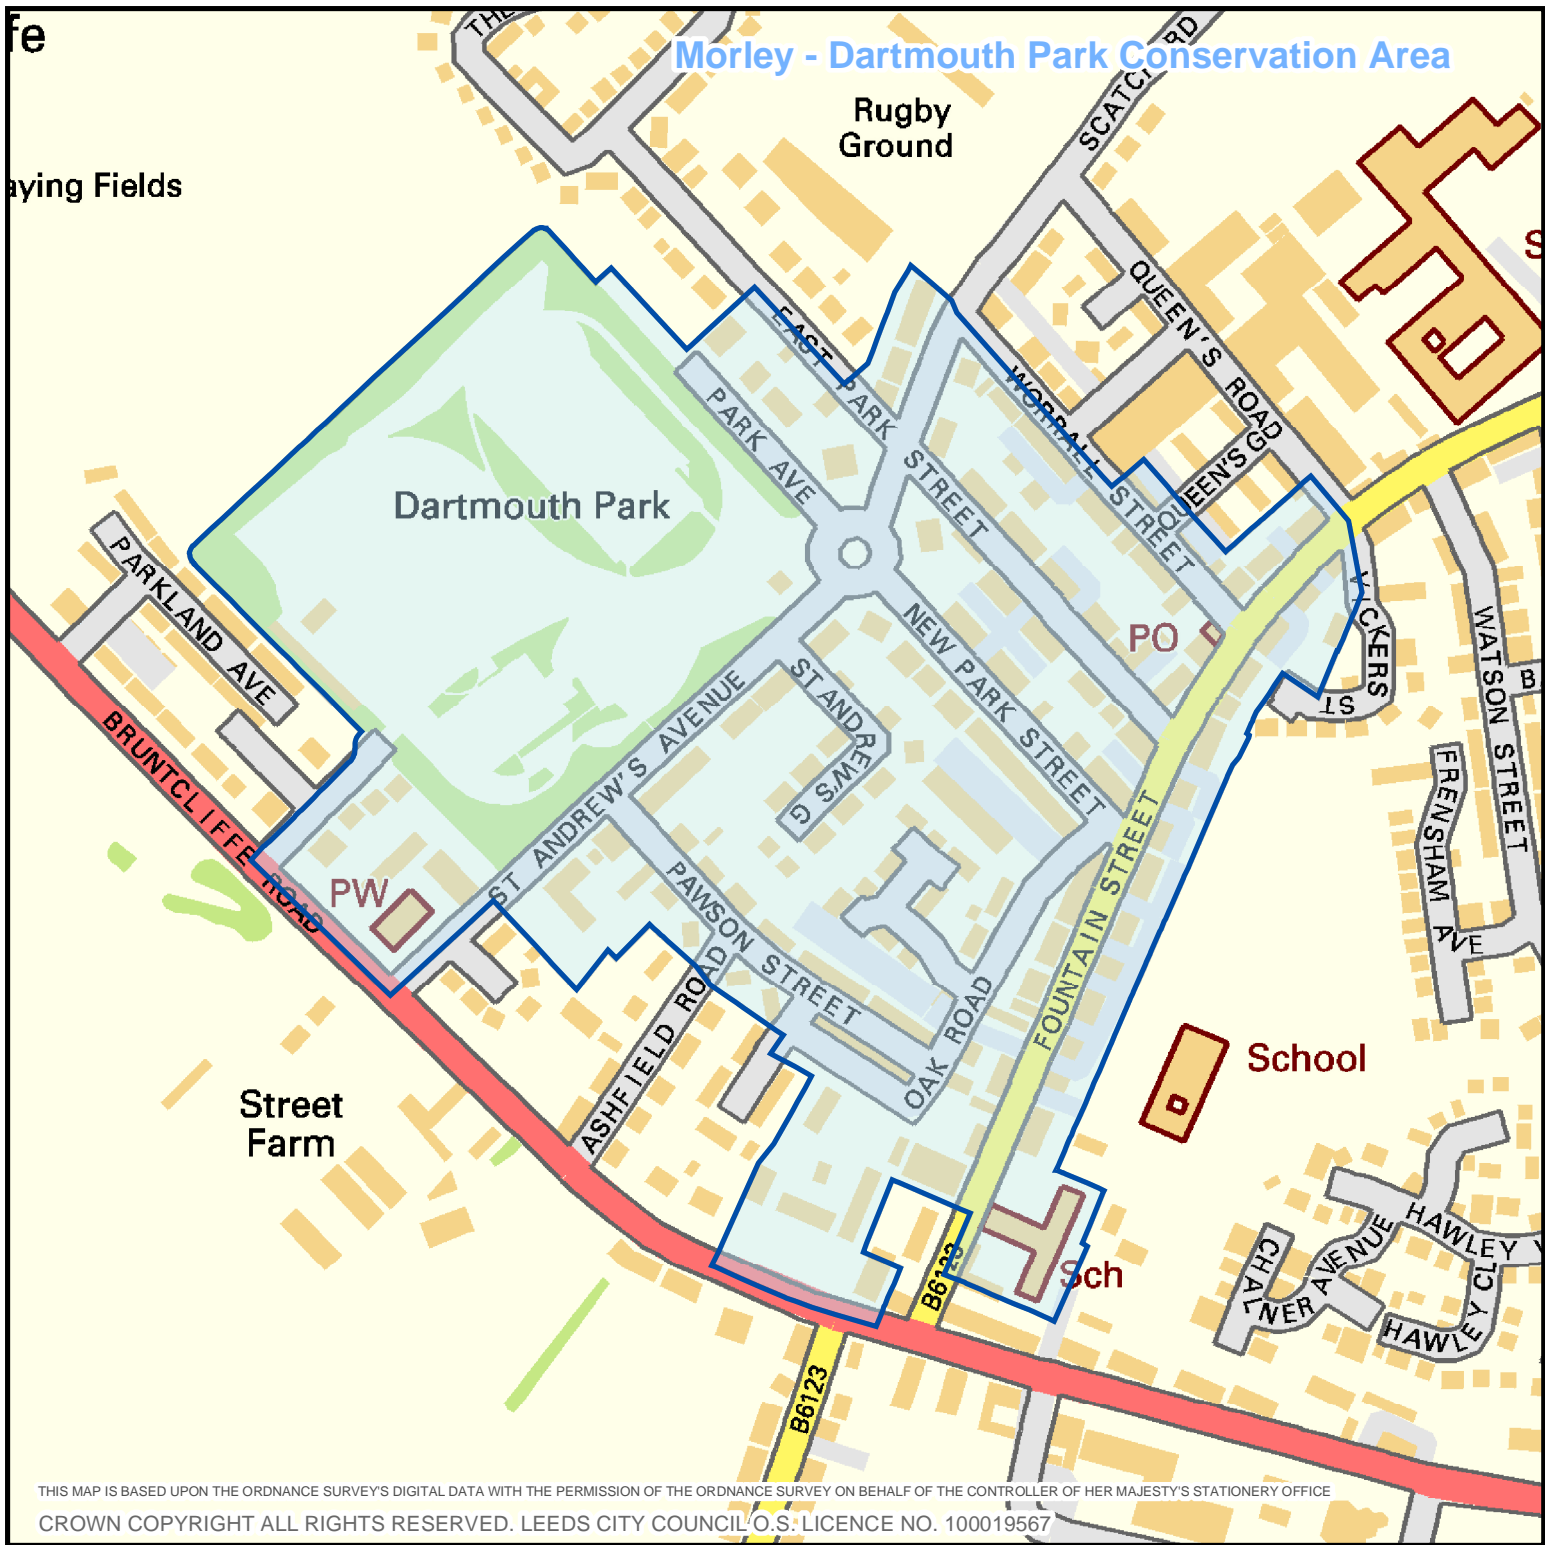 fe
THE
Morley - Dartmouth Park Conservation Area
RD
Rugby
Ground
SCATC
aying Fields
S
QUEEN'S ROAD
EAST PARK STREET
WORRALL STREET
PARK AVE
QUEEN'S G
Dartmouth Park
PARKLAND AVE
VICKERS
ST
WATSON STREET
B
PO
NEW PARK STREET
ST ANDREW'S G
ST ANDREW'S AVENUE
BRUNTCLIFFE ROAD
FRENSHAM AVE
PW
PAWSON STREET
FOUNTAIN STREET
OAK ROAD
ASHFIELD ROAD
School
Street
Farm
HAWLEY
CHALNER AVENUE
HAWLEY CL
Sch
B6123
B6123
THIS MAP IS BASED UPON THE ORDNANCE SURVEY'S DIGITAL DATA WITH THE PERMISSION OF THE ORDNANCE SURVEY ON BEHALF OF THE CONTROLLER OF HER MAJESTY'S STATIONERY OFFICE
CROWN COPYRIGHT ALL RIGHTS RESERVED. LEEDS CITY COUNCIL O.S. LICENCE NO. 100019567